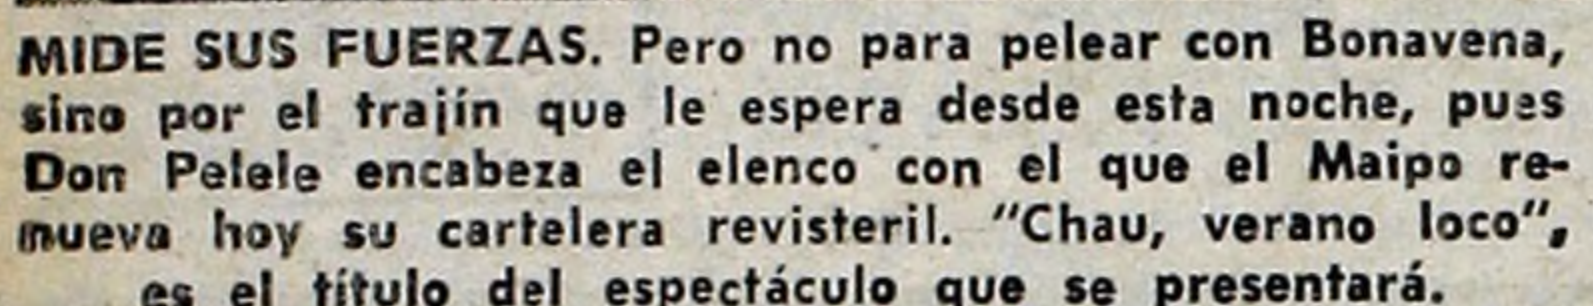 MIDE SUS FUERZAS. Pero no para pelear con Bonavena,
sino por el trajín que le espera desde esta noche, pues
Don Pelele encabeza el elenco con el que el Maipo re-
nueva hoy su cartelera revisteril. "Chau, verano loco",
es el título del espectáculo que se presentará.